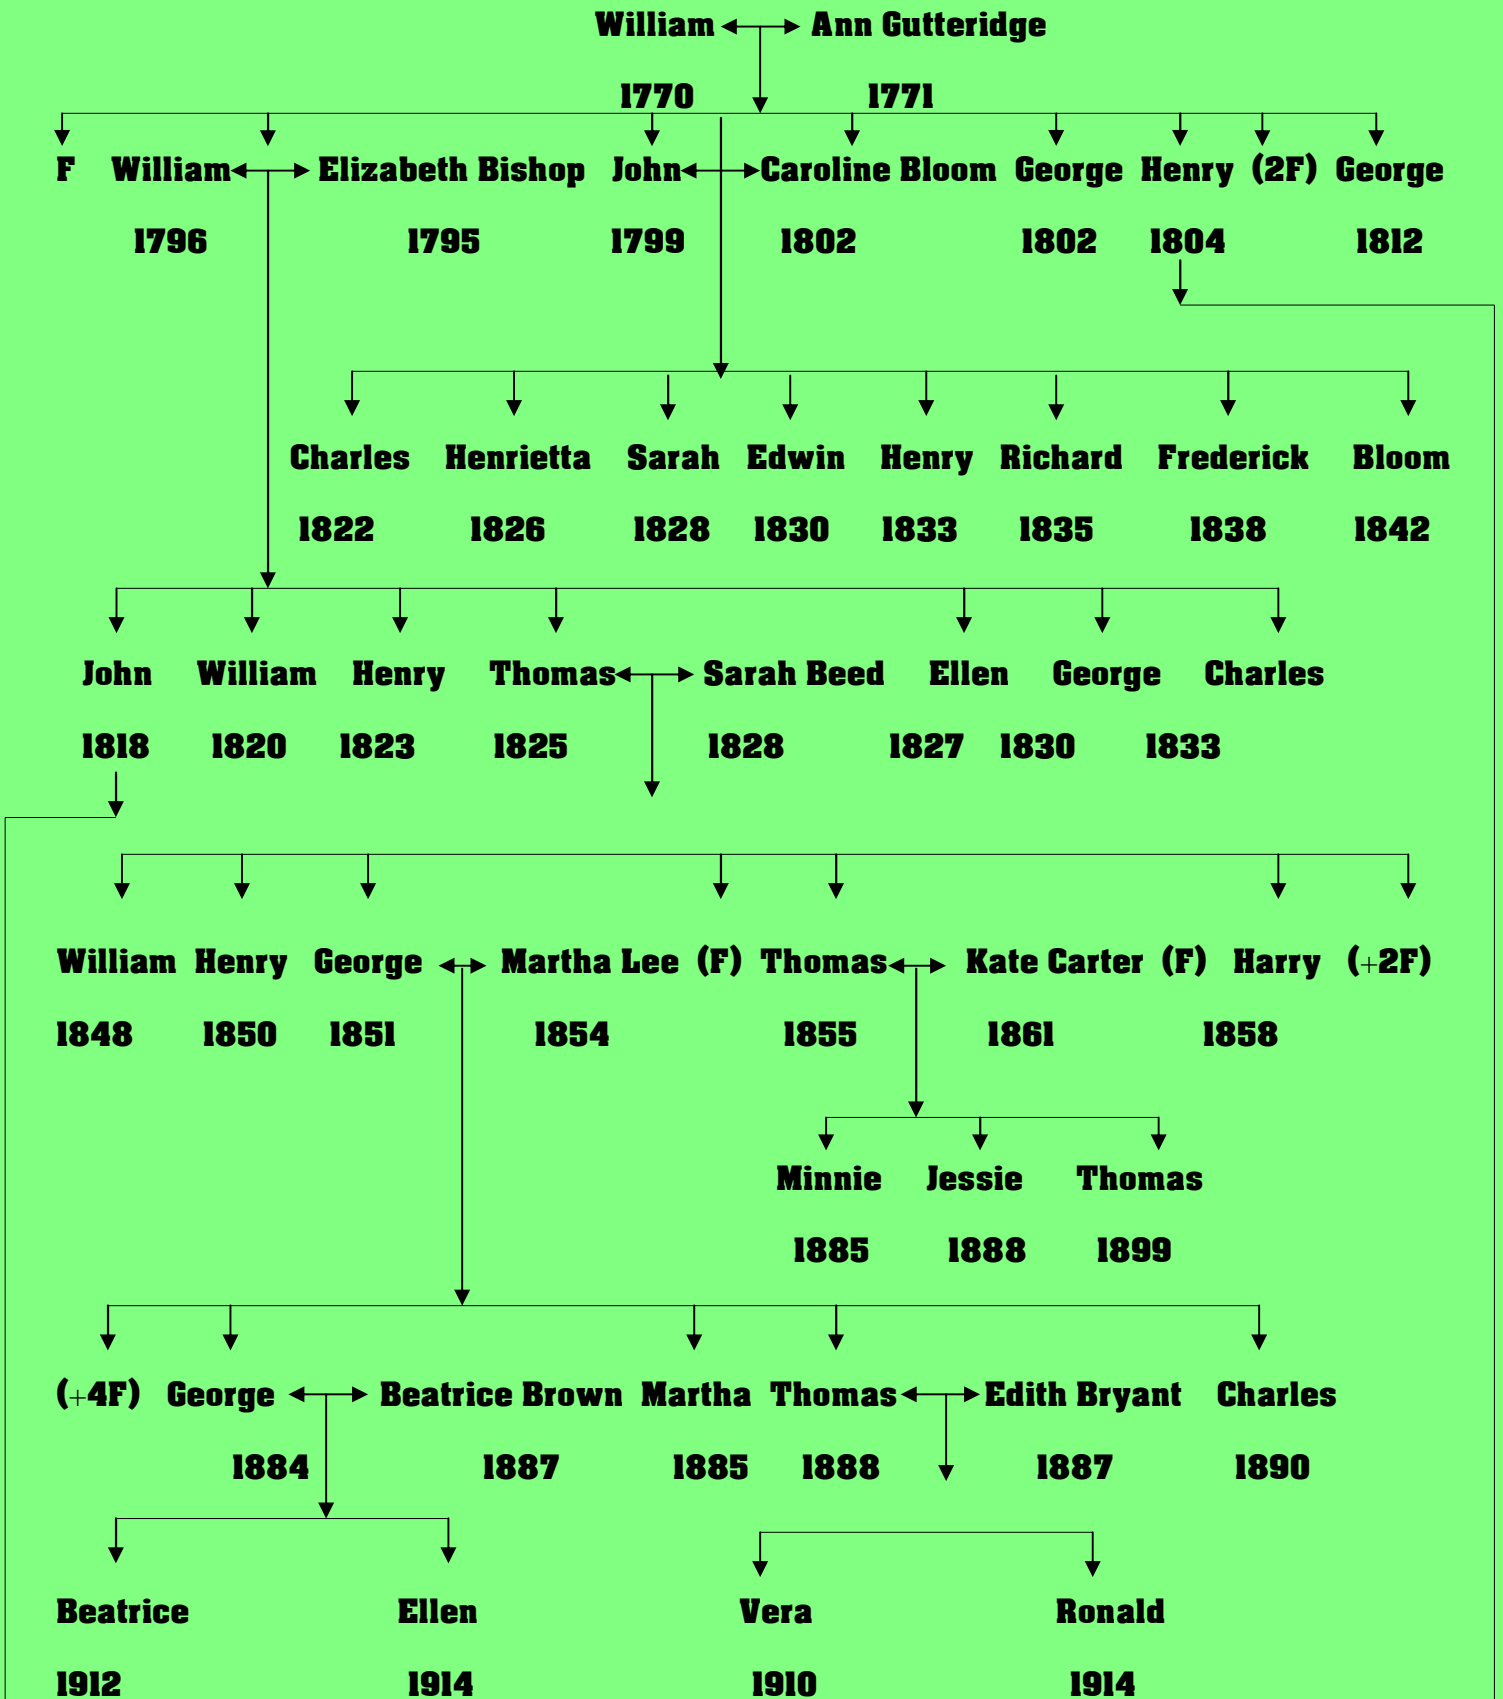 William Ann Gutteridge
1770 1771
F William Elizabeth Bishop John Caroline Bloom George Henry (2F) George
1796 1795 1799 1802 1802 1804 1812
Charles Henrietta Sarah Edwin Henry Richard Frederick Bloom
1822 1826 1828 1830 1833 1835 1838 1842
John William Henry Thomas Sarah Beed Ellen George Charles
1818 1820 1823 1825 1828 1827 1830 1833
William Henry George Martha Lee (F) Thomas Kate Carter (F) Harry (+2F)
1848 1850 1851 1854 1855 1861 1858
Minnie Jessie Thomas
1885 1888 1899
(+4F) George Beatrice Brown Martha Thomas Edith Bryant Charles
1884 1887 1885 1888 1887 1890
Beatrice Ellen Vera Ronald
1912 1914 1910 1914